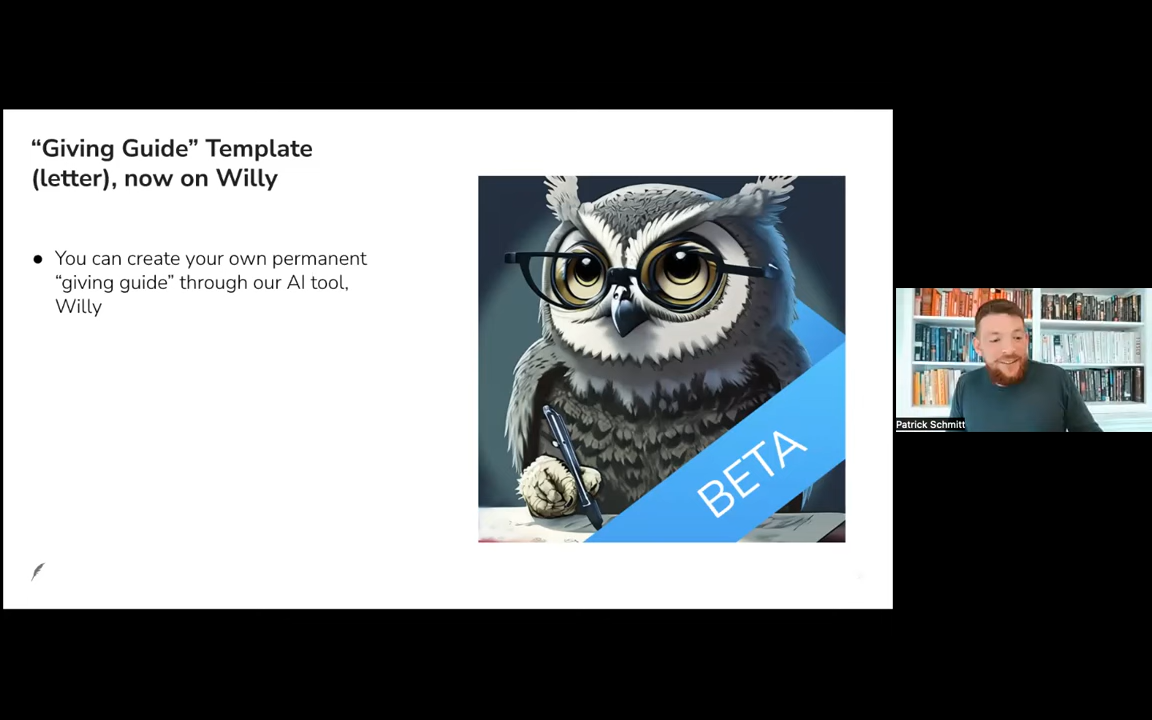 “Giving Guide” Template
(letter), now on Willy
● You can create your own permanent
“giving guide” through our AI tool,
Willy
BETA
Patrick Schmitt